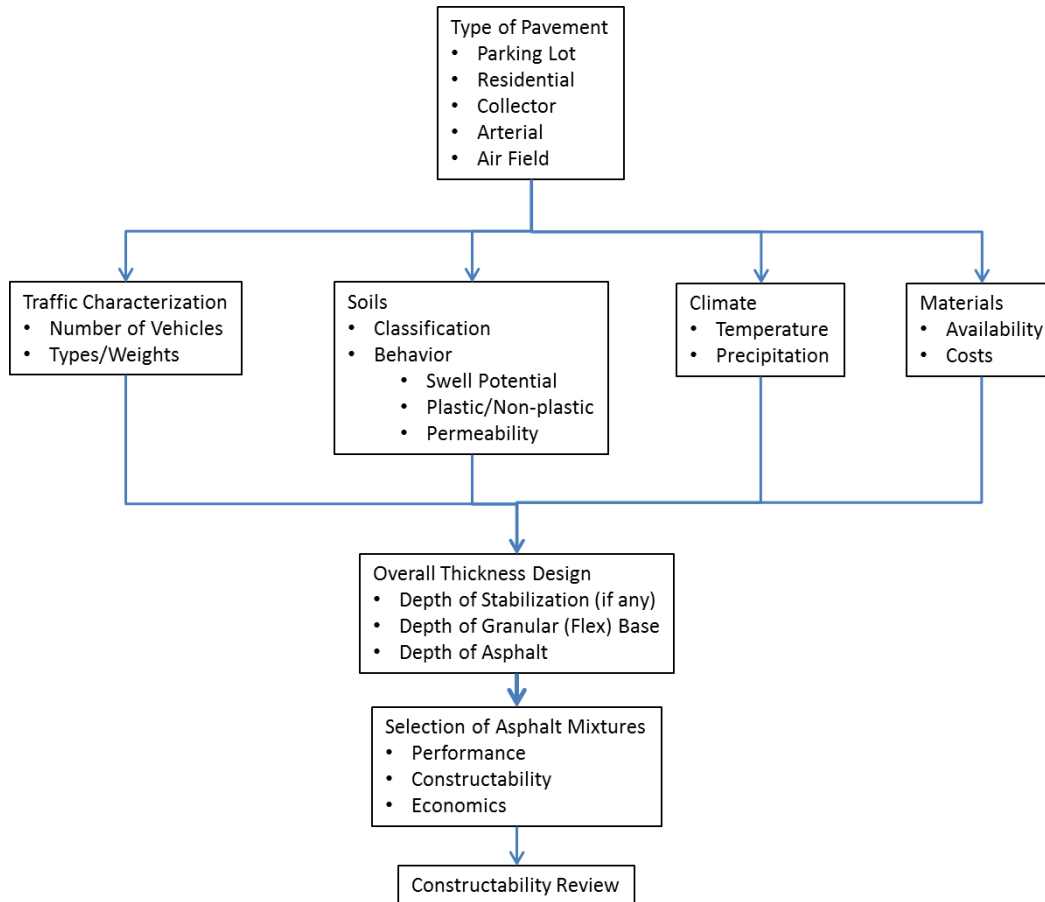 Type of Pavement
• Parking Lot
• Residential
• Collector
• Arterial
• Air Field
Traffic Characterization
• Number of Vehicles
• Types/Weights
Soils
• Classification
• Behavior
• Swell Potential
• Plastic/Non-plastic
• Permeability
Climate
• Temperature
• Precipitation
Materials
• Availability
• Costs
Overall Thickness Design
• Depth of Stabilization (if any)
• Depth of Granular (Flex) Base
• Depth of Asphalt
Selection of Asphalt Mixtures
• Performance
• Constructability
• Economics
Constructability Review